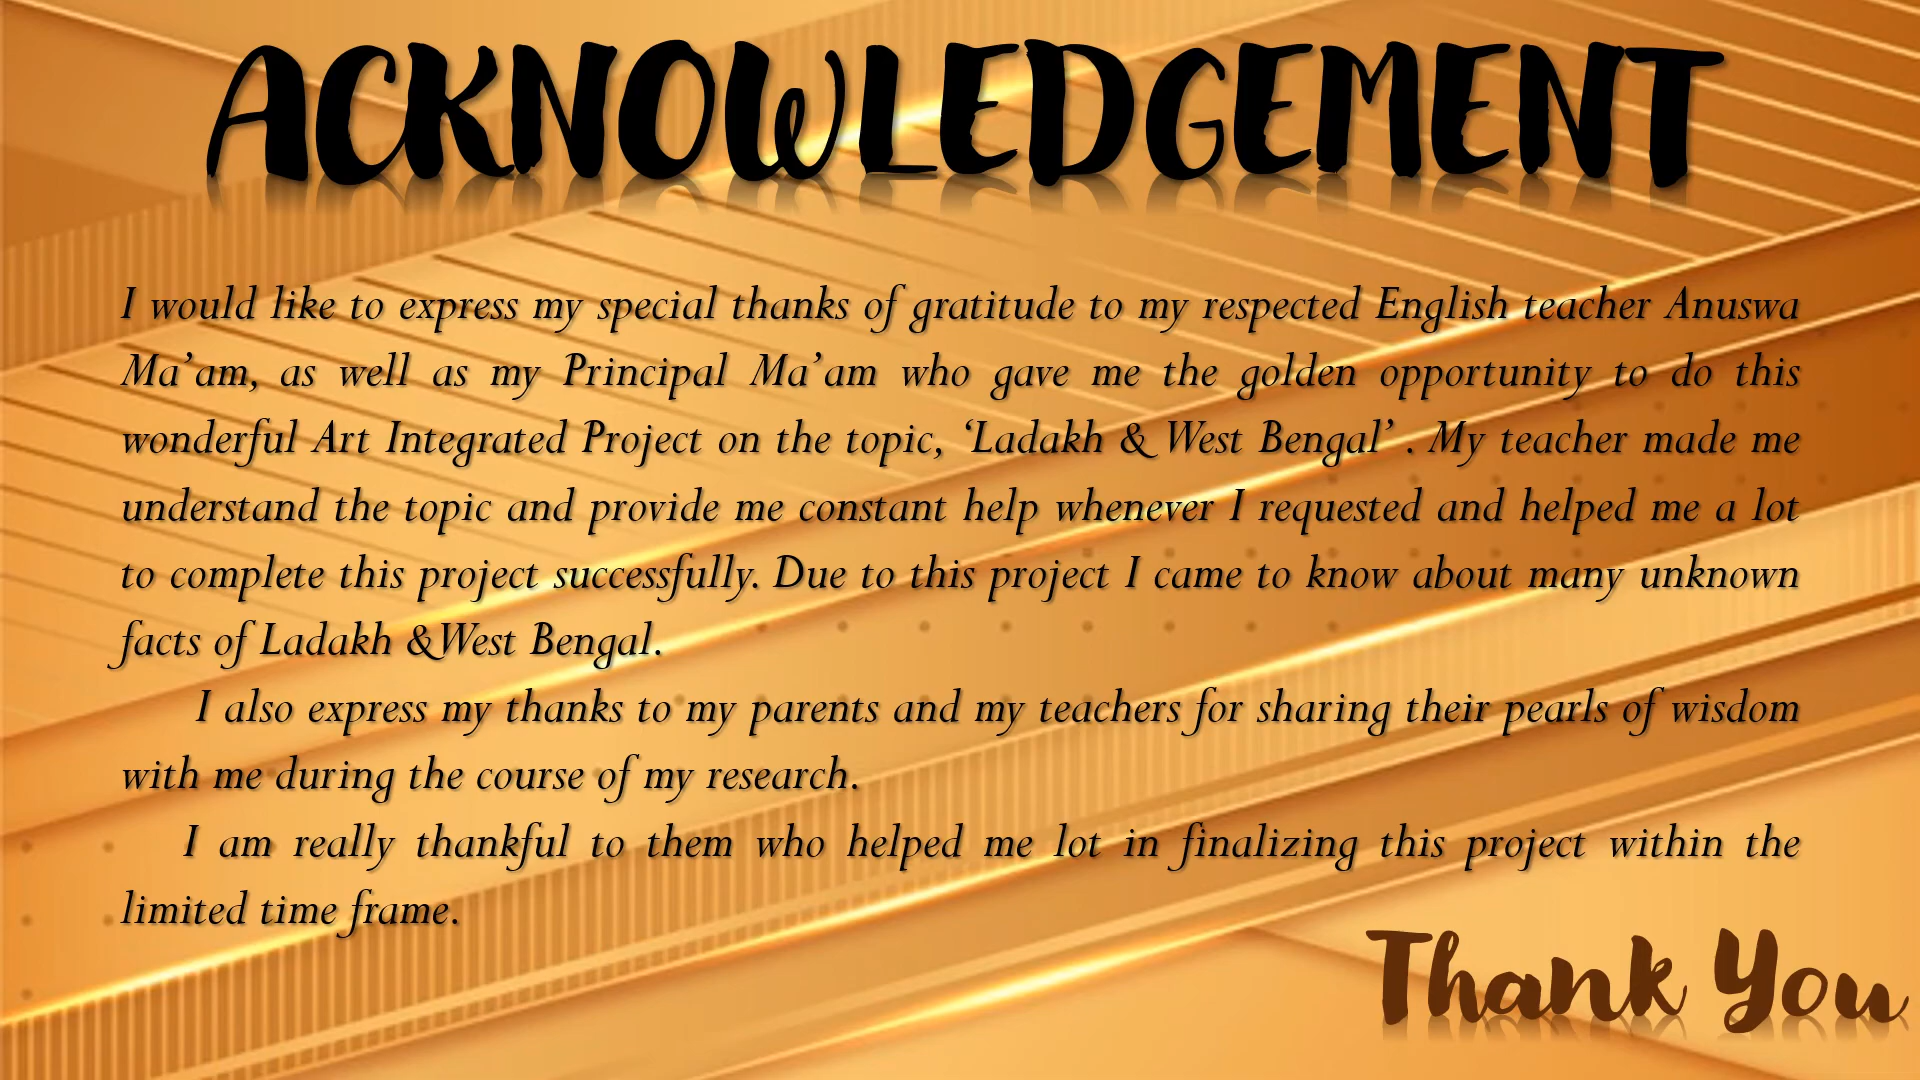 ACKNOWLEDGEMENT
I would like to express my special thanks of gratitude to my respected English teacher Anuswa
Ma’am, as well as my Principal Ma’am who gave me the golden opportunity to do this
wonderful Art Integrated Project on the topic, ‘Ladakh & West Bengal’ . My teacher made me
understand the topic and provide me constant help whenever I requested and helped me a lot
to complete this project successfully. Due to this project I came to know about many unknown
facts of Ladakh &West Bengal.
I also express my thanks to my parents and my teachers for sharing their pearls of wisdom
with me during the course of my research.
I am really thankful to them who helped me lot in finalizing this project within the
limited time frame.
Thank You